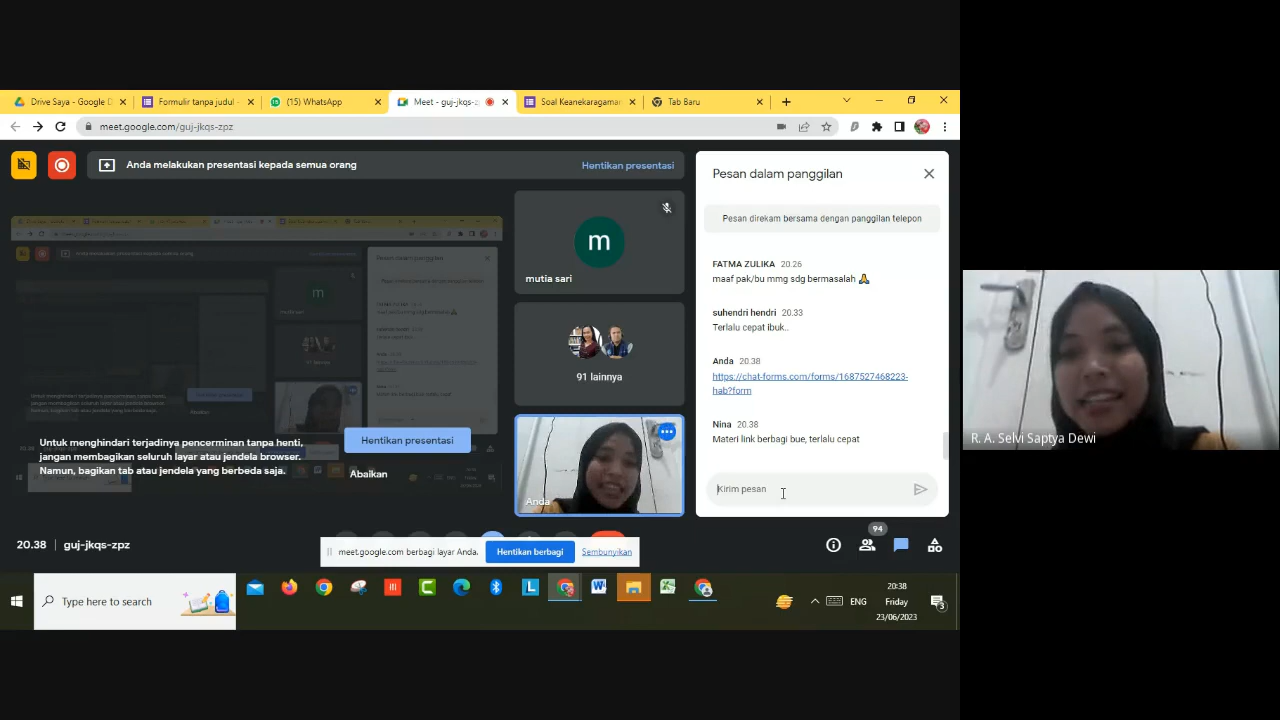 Drive Saya - Google D
Formulir tanpa judul -
(15) WhatsApp
Meet - guj-jkqs-z
Soal Keanekaragama
Tab Baru
meet.google.com/guj-jkqs-zpz
Anda melakukan presentasi kepada semua orang
Hentikan presentasi
m
mutia sari
91 lainnya
Anda
Untuk menghindari terjadinya pencerminan tanpa henti,
jangan membagikan seluruh layar atau jendela browser.
Namun, bagikan tab atau jendela yang berbeda saja.
Hentikan presentasi
Abaikan
Pesan dalam panggilan
Pesan direkam bersama dengan panggilan telepon
FATMA ZULIKA 20.26
maaf pak/bu mmg sdg bermasalah 🙏
suhendri hendri 20.33
Terlalu cepat ibuk..
Anda 20.38
https://chat-forms.com/forms/1687527468223-
hab?form
Nina 20.38
Materi link berbagi bue, terlalu cepat
Kirim pesan
20.38 | guj-jkqs-zpz
94
meet.google.com berbagi layar Anda.
Hentikan berbagi
Sembunyikan
Type here to search
ENG
20:38
Friday
23/06/2023
3
R. A. Selvi Saptya Dewi